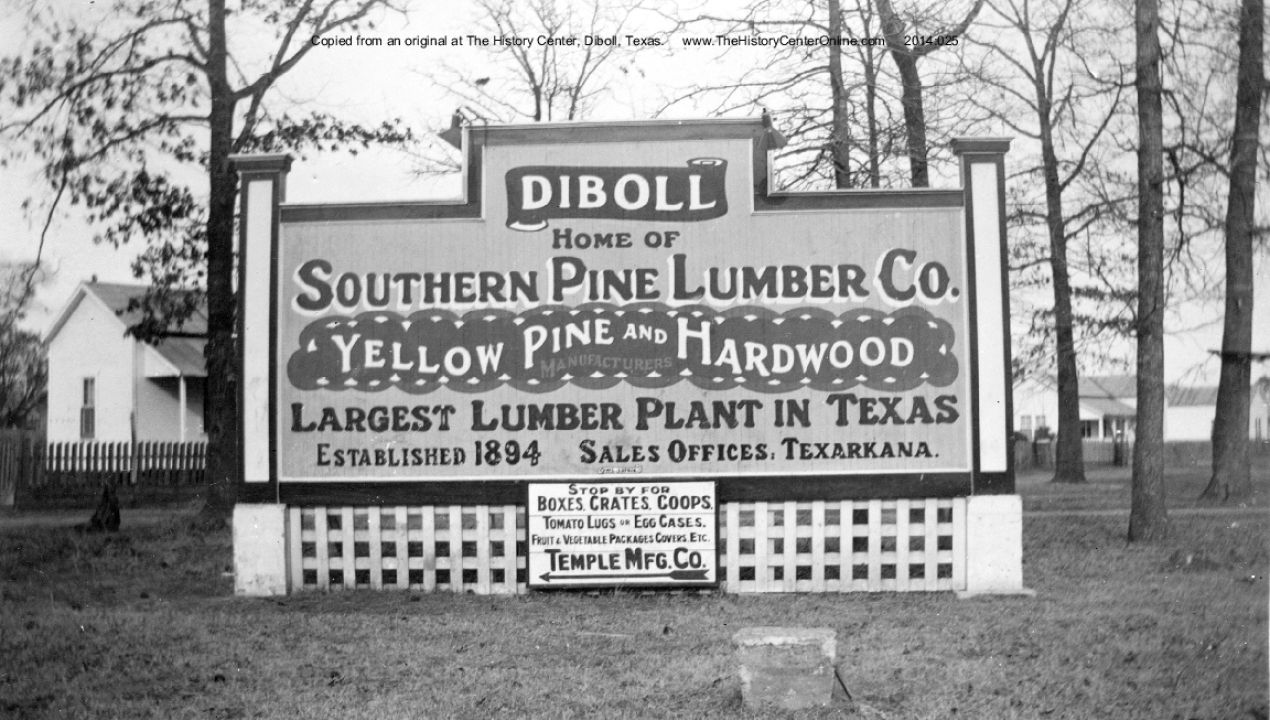 Copied from an original at The History Center, Diboll, Texas. www.TheHistoryCenterOnline.com 2014:025
DIBOLL
HOME OF
SOUTHERN PINE LUMBER CO.
YELLOW PINE AND HARDWOOD
MANUFACTURERS
LARGEST LUMBER PLANT IN TEXAS
ESTABLISHED 1894 SALES OFFICES: TEXARKANA.
STOP BY FOR
BOXES, CRATES, COOPS,
TOMATO LUGS OR EGG CASES.
FRUIT & VEGETABLE PACKAGES COVERS, ETC.
TEMPLE MFG. CO.